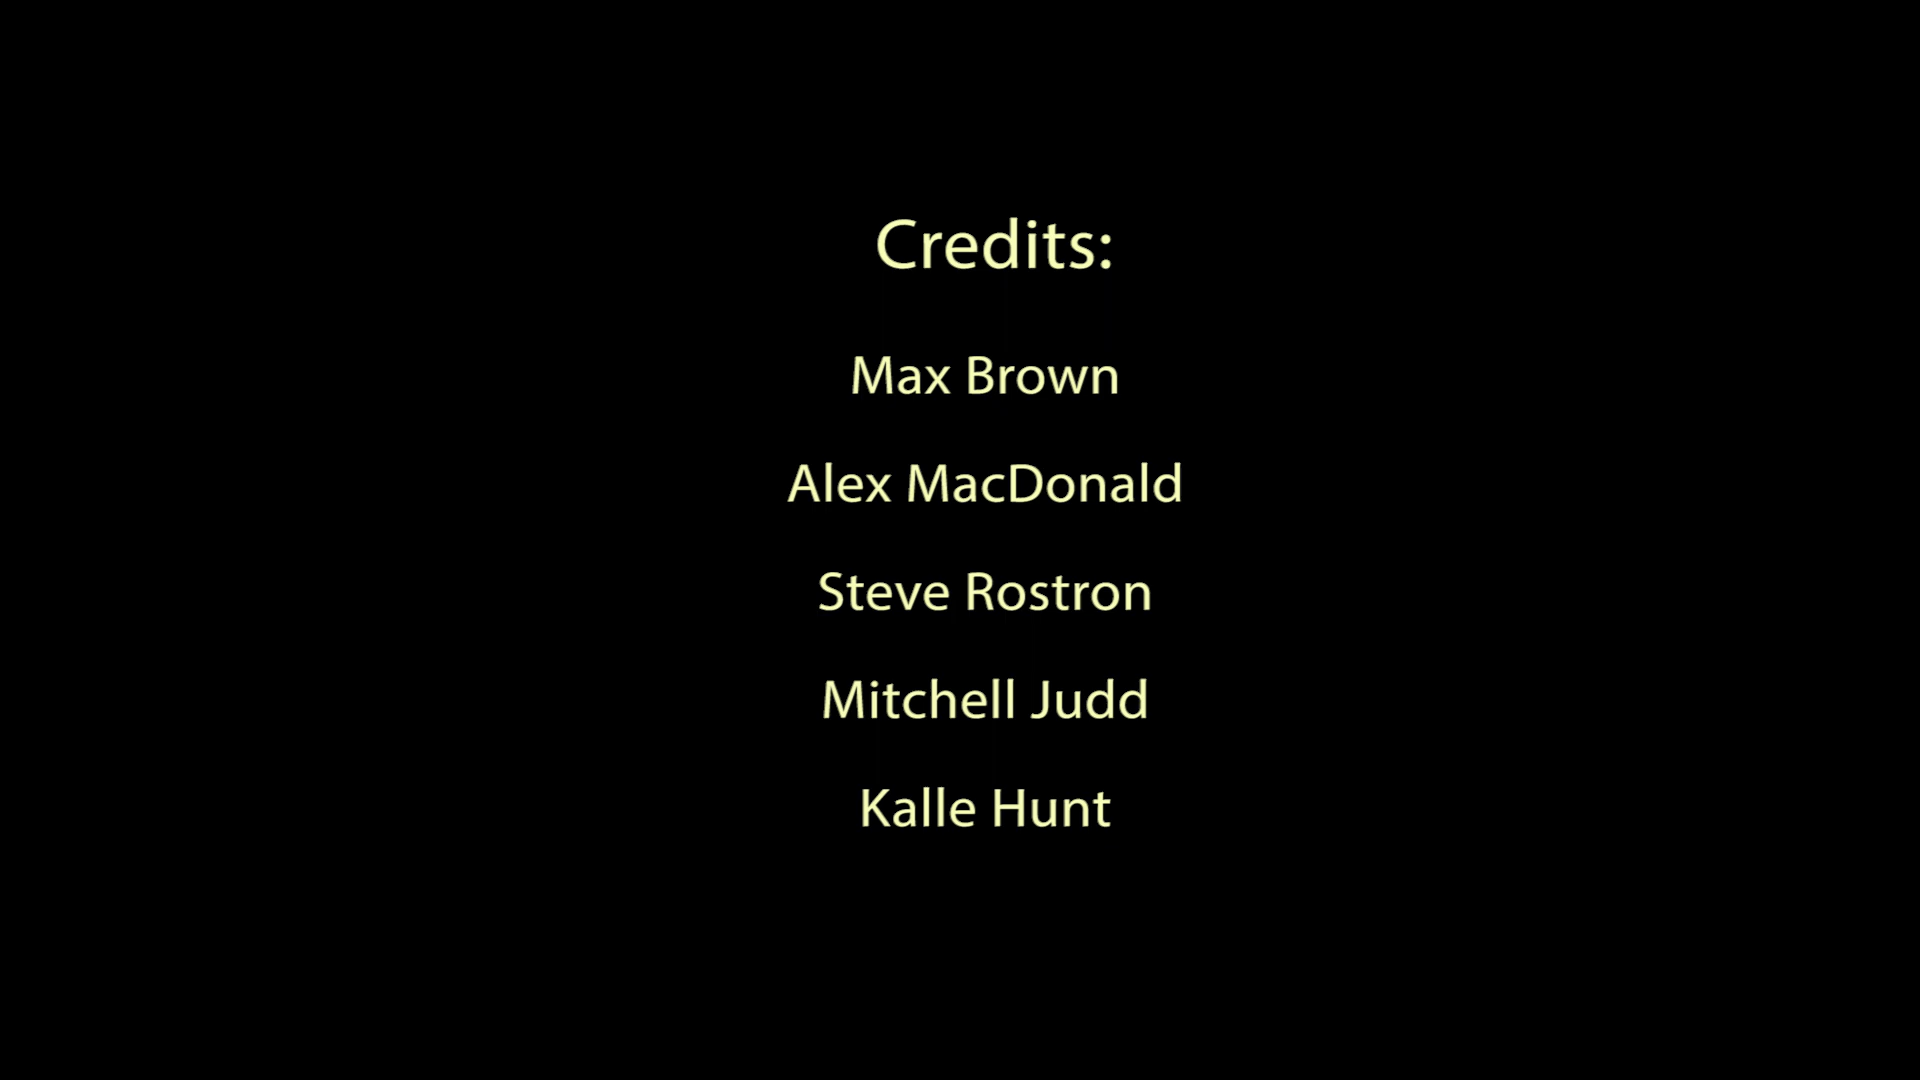 Credits:
Max Brown
Alex MacDonald
Steve Rostron
Mitchell Judd
Kalle Hunt